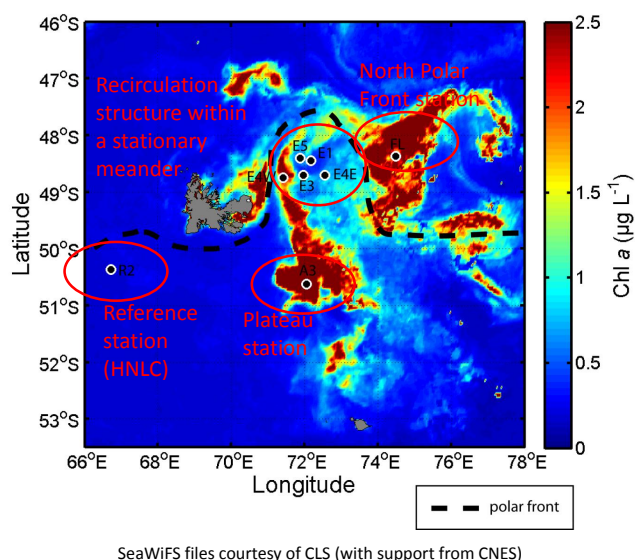 46°S
47°S
48°S
49°S
50°S
51°S
52°S
53°S
Latitude
66°E
68°E
70°E
72°E
74°E
76°E
78°E
Longitude
Recirculation
structure within
a stationary
meander
North Polar
Front station
E5
E1
FL
E4W
E3
E4E
R2
A3
Reference
station
(HNLC)
Plateau
station
2.5
2
1.5
1
0.5
0
Chl a (µg L⁻¹)
polar front
SeaWiFS files courtesy of CLS (with support from CNES)